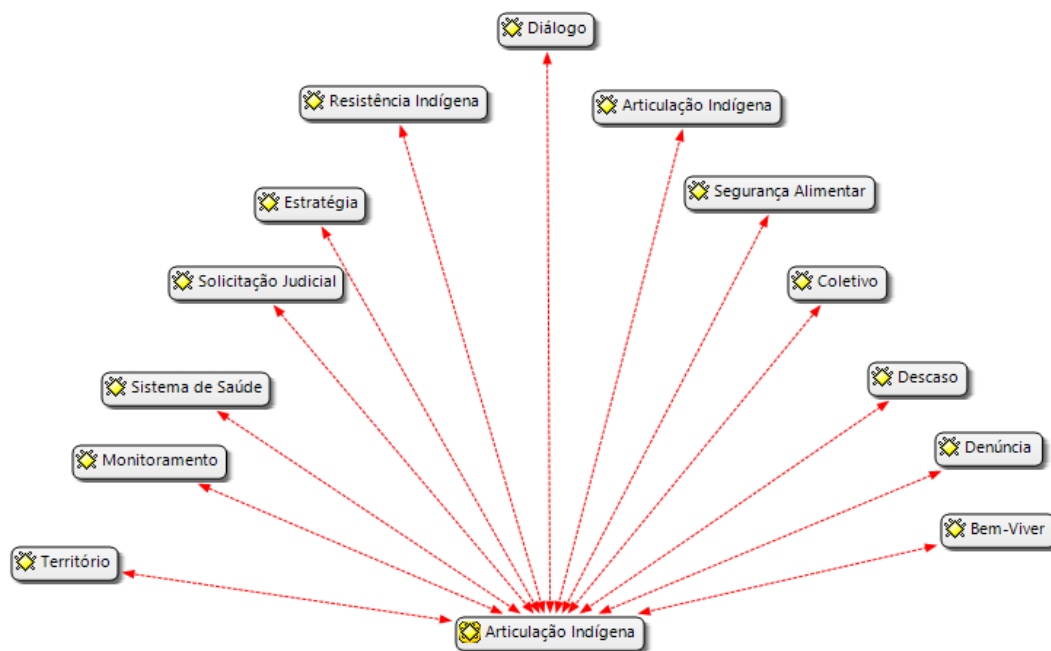 Diálogo
Resistência Indígena
Articulação Indígena
Segurança Alimentar
Estratégia
Solicitação Judicial
Coletivo
Descaso
Sistema de Saúde
Denúncia
Monitoramento
Bem-Viver
Território
Articulação Indígena